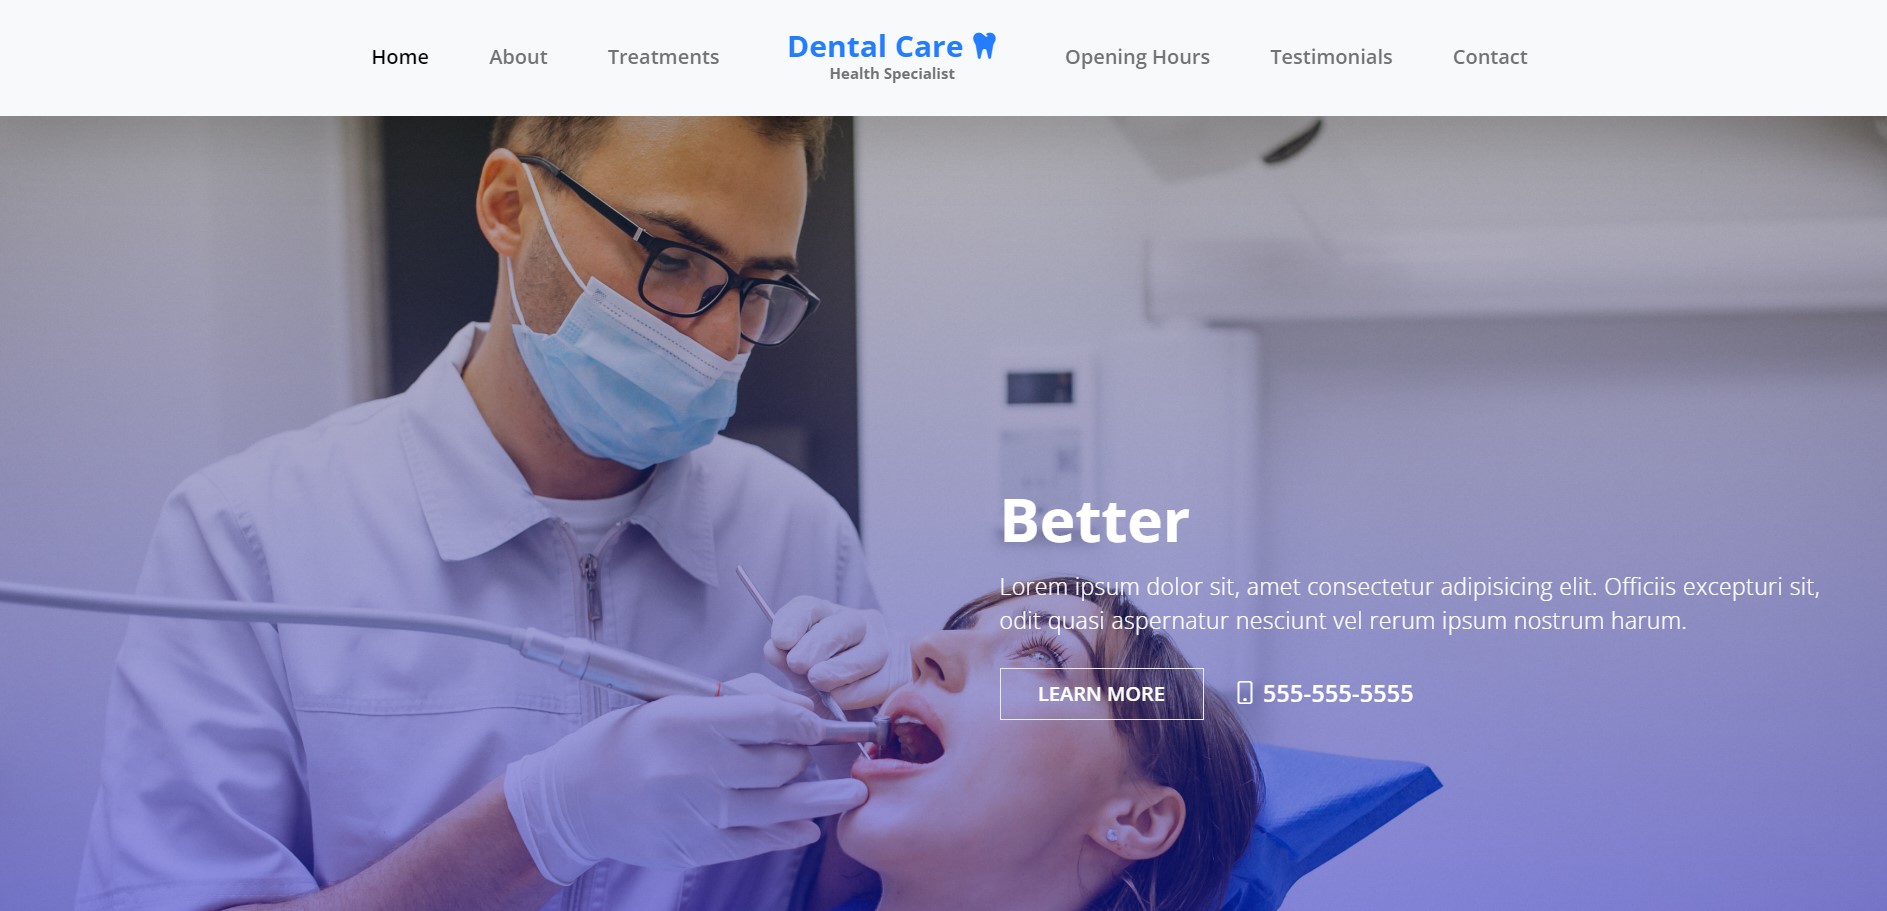 Home
About
Treatments
Dental Care
Health Specialist
Opening Hours
Testimonials
Contact
Better
Lorem ipsum dolor sit, amet consectetur adipisicing elit. Officiis excepturi sit,
odit quasi aspernatur nesciunt vel rerum ipsum nostrum harum.
LEARN MORE
555-555-5555